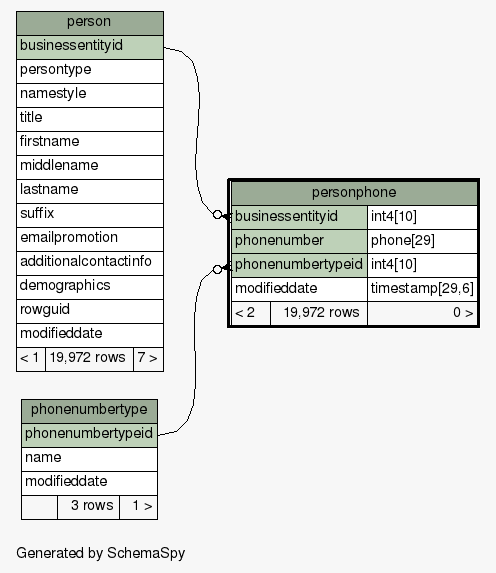 person
businessentityid
persontype
namestyle
title
firstname
middlename
lastname
suffix
emailpromotion
additionalcontactinfo
demographics
rowguid
modifieddate
< 1 19,972 rows 7 >
personphone
businessentityid int4[10]
phonenumber phone[29]
phonenumbertypeid int4[10]
modifieddate timestamp[29,6]
< 2 19,972 rows 0 >
phonenumbertype
phonenumbertypeid
name
modifieddate
3 rows 1 >
Generated by SchemaSpy